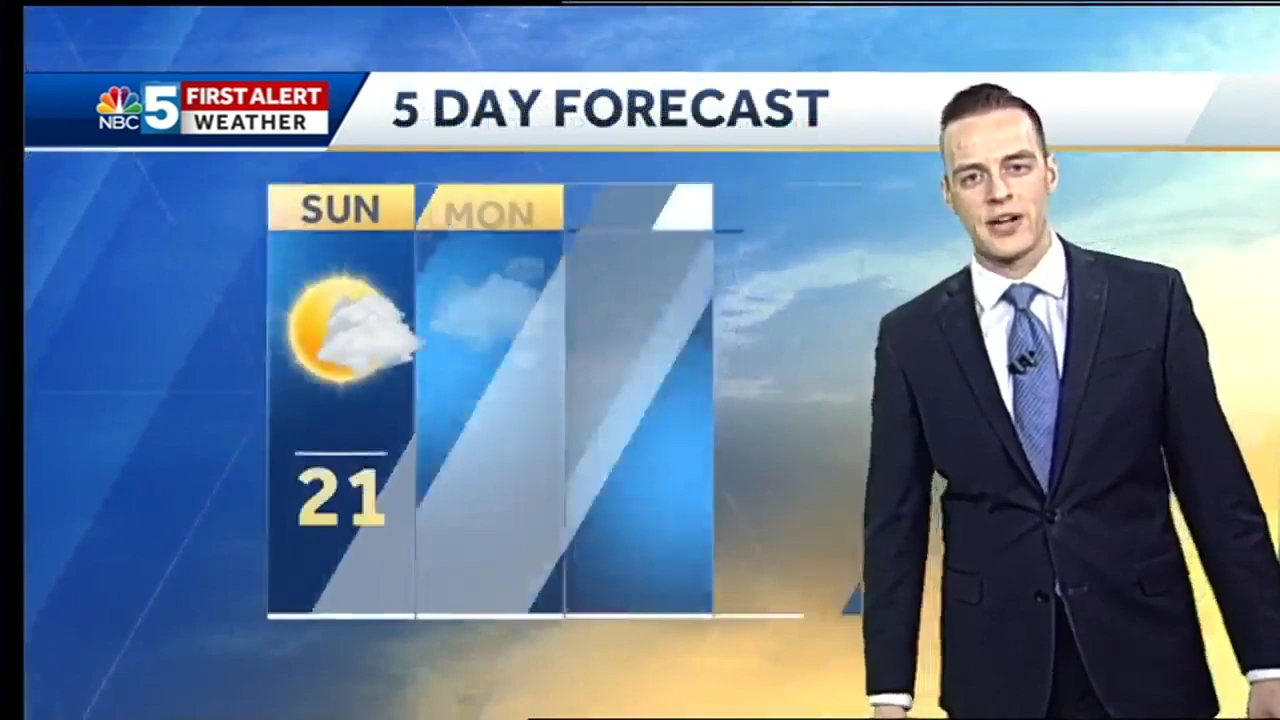 NBC 5 FIRST ALERT
WEATHER
5 DAY FORECAST
SUN
MON
21